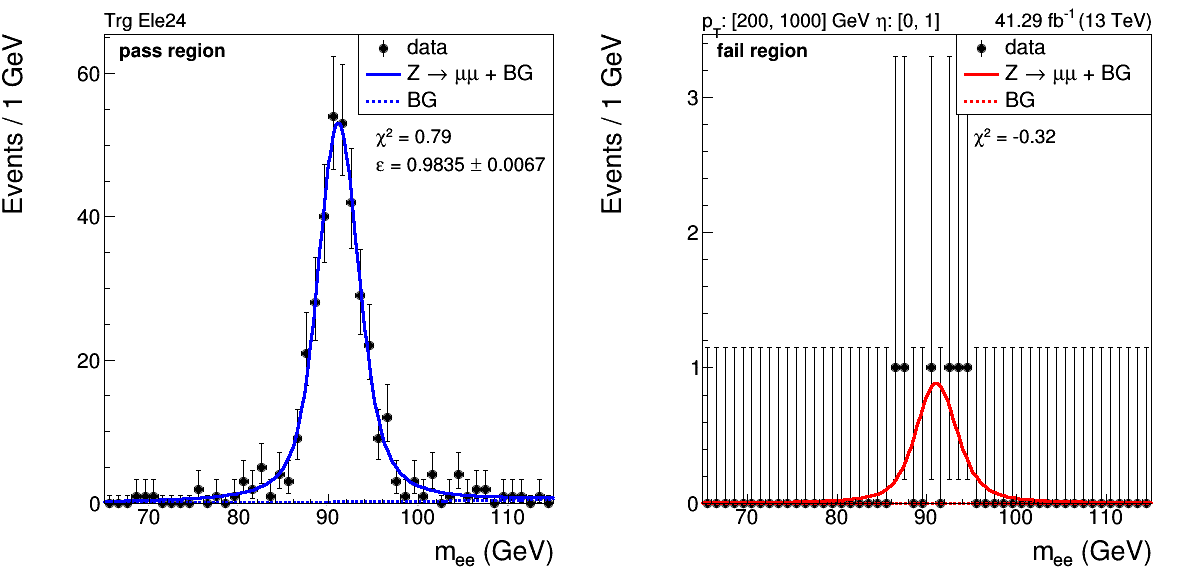 Trg Ele24
pass region
data
Z → μμ + BG
BG
χ² = 0.79
ε = 0.9835 ± 0.0067
Events / 1 GeV
60
40
20
0
70 80 90 100 110
m_ee (GeV)
p_T: [200, 1000] GeV η: [0, 1] 41.29 fb⁻¹ (13 TeV)
fail region
data
Z → μμ + BG
BG
χ² = -0.32
Events / 1 GeV
3
2
1
0
70 80 90 100 110
m_ee (GeV)